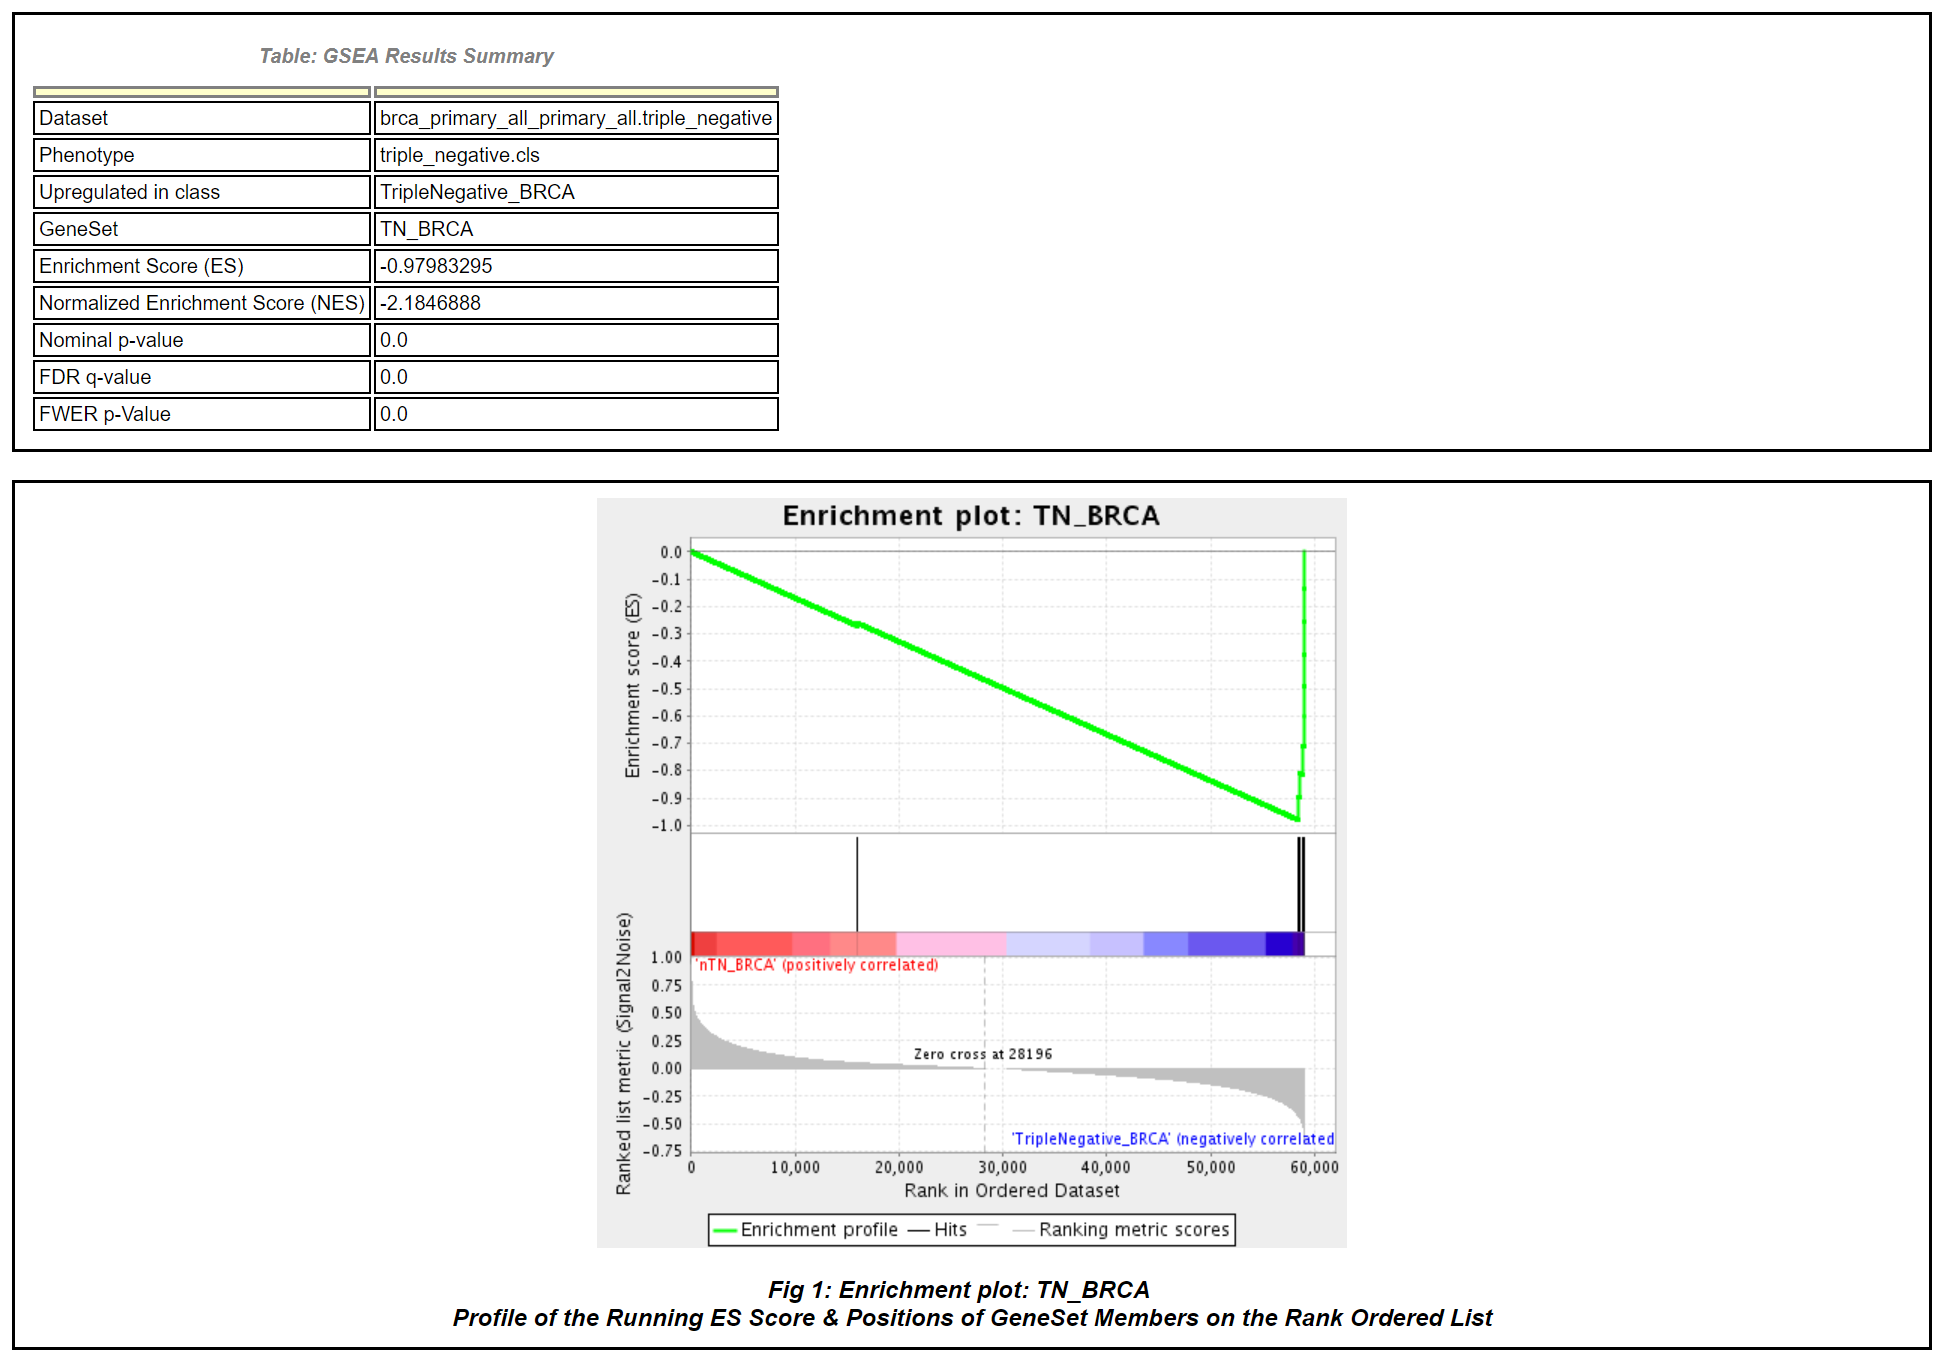 Table: GSEA Results Summary
Dataset brca_primary_all_primary_all.triple_negative
Phenotype triple_negative.cls
Upregulated in class TripleNegative_BRCA
GeneSet TN_BRCA
Enrichment Score (ES) -0.97983295
Normalized Enrichment Score (NES) -2.1846888
Nominal p-value 0.0
FDR q-value 0.0
FWER p-Value 0.0
Enrichment plot: TN_BRCA
Enrichment score (ES)
0.0
-0.1
-0.2
-0.3
-0.4
-0.5
-0.6
-0.7
-0.8
-0.9
-1.0
Ranked list metric (Signal2Noise)
'nTN_BRCA' (positively correlated)
1.00
0.75
0.50
0.25
0.00
-0.25
-0.50
-0.75
Zero cross at 28196
'TripleNegative_BRCA' (negatively correlated
0 10,000 20,000 30,000 40,000 50,000 60,000
Rank in Ordered Dataset
Enrichment profile Hits Ranking metric scores
Fig 1: Enrichment plot: TN_BRCA
Profile of the Running ES Score & Positions of GeneSet Members on the Rank Ordered List